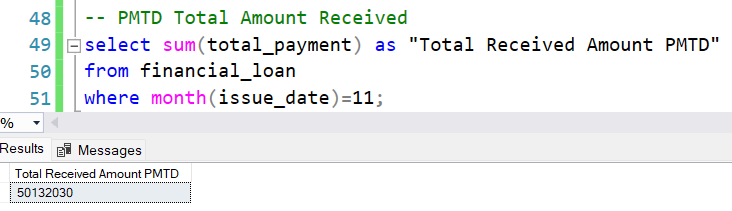 48 -- PMTD Total Amount Received
49 select sum(total_payment) as "Total Received Amount PMTD"
50 from financial_loan
51 where month(issue_date)=11;
%
Results Messages
Total Received Amount PMTD
50132030